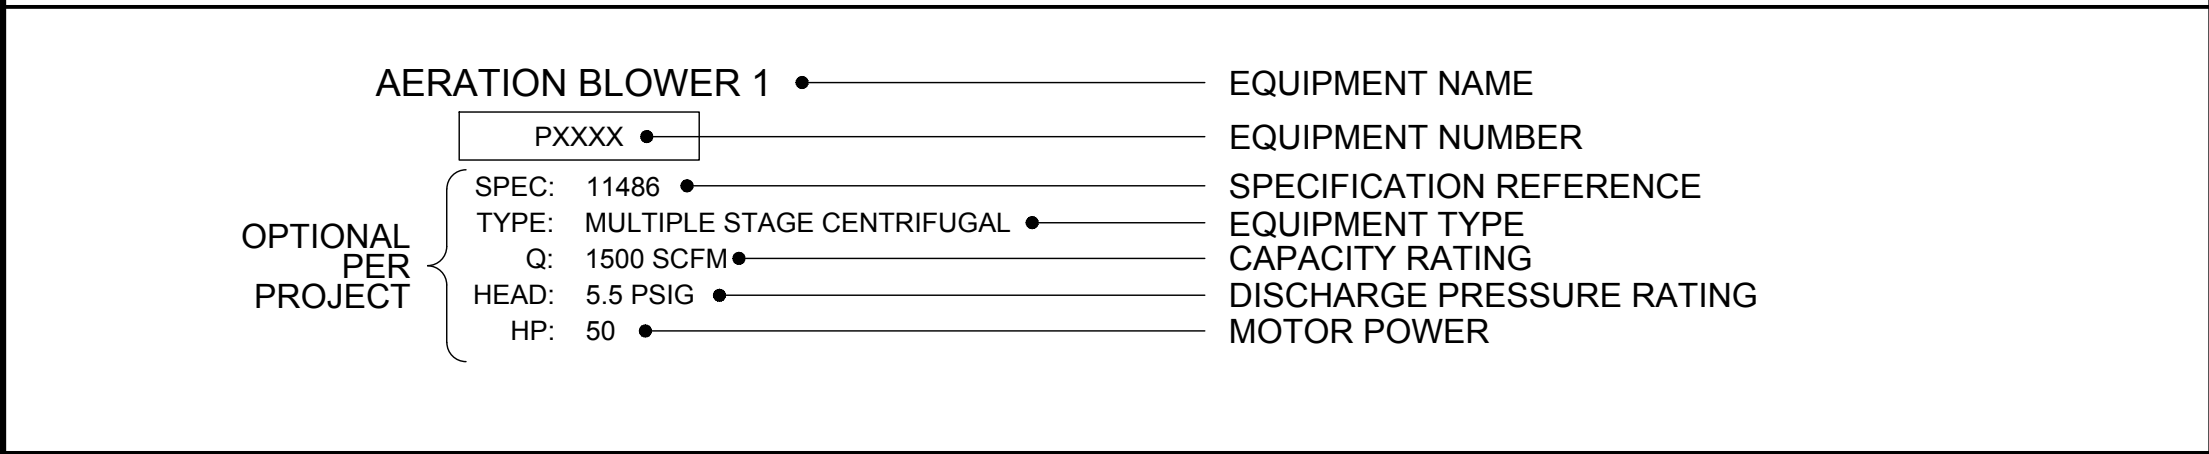 AERATION BLOWER 1 EQUIPMENT NAME
PXXXX EQUIPMENT NUMBER
SPEC: 11486 SPECIFICATION REFERENCE
TYPE: MULTIPLE STAGE CENTRIFUGAL EQUIPMENT TYPE
Q: 1500 SCFM CAPACITY RATING
HEAD: 5.5 PSIG DISCHARGE PRESSURE RATING
HP: 50 MOTOR POWER
OPTIONAL
PER
PROJECT